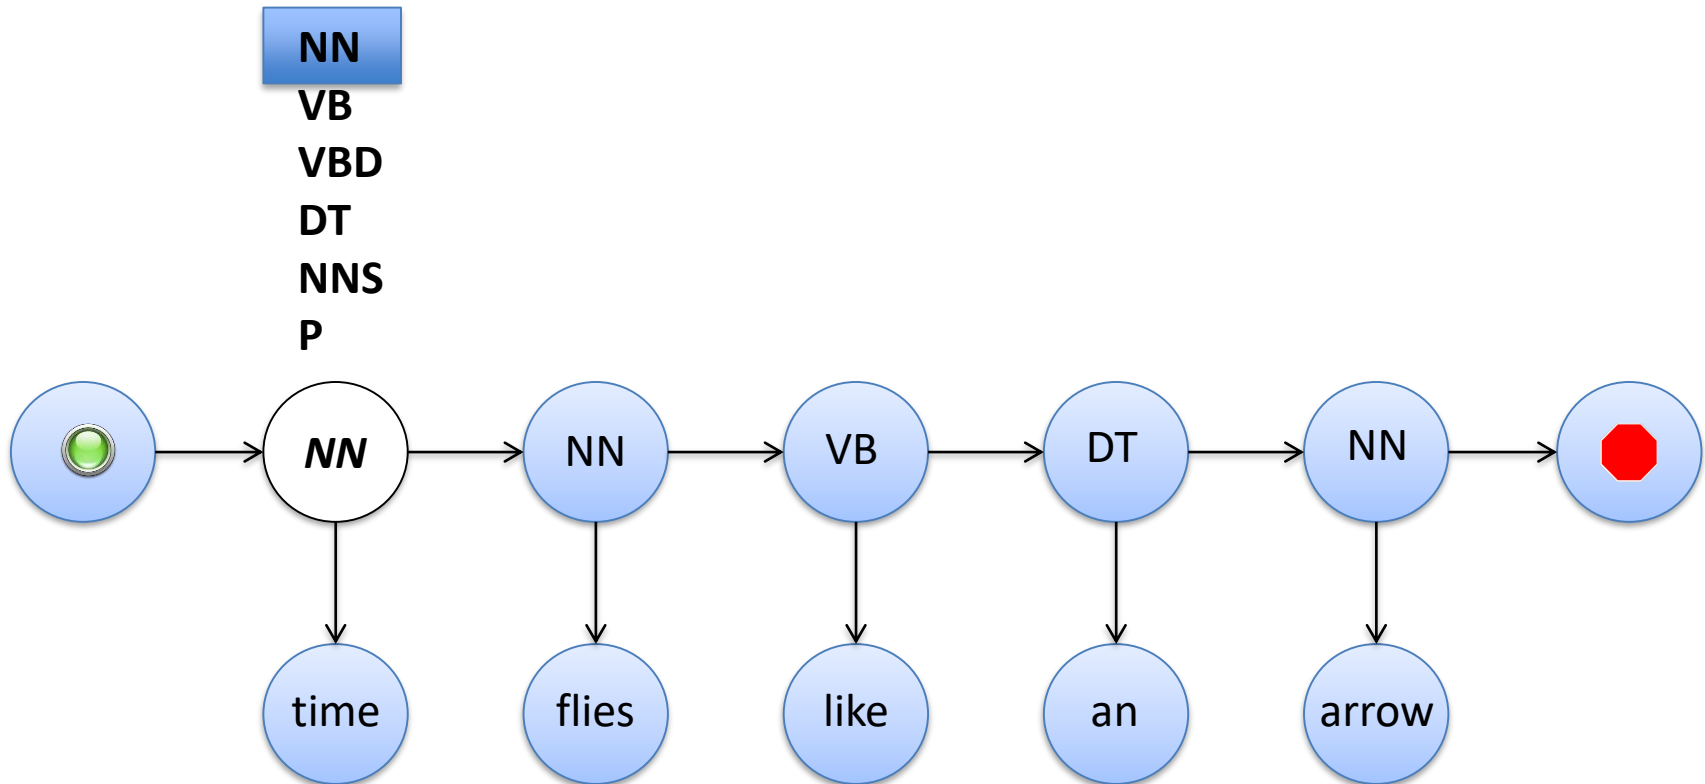 NN
VB
VBD
DT
NNS
P
NN NN VB DT NN
time flies like an arrow